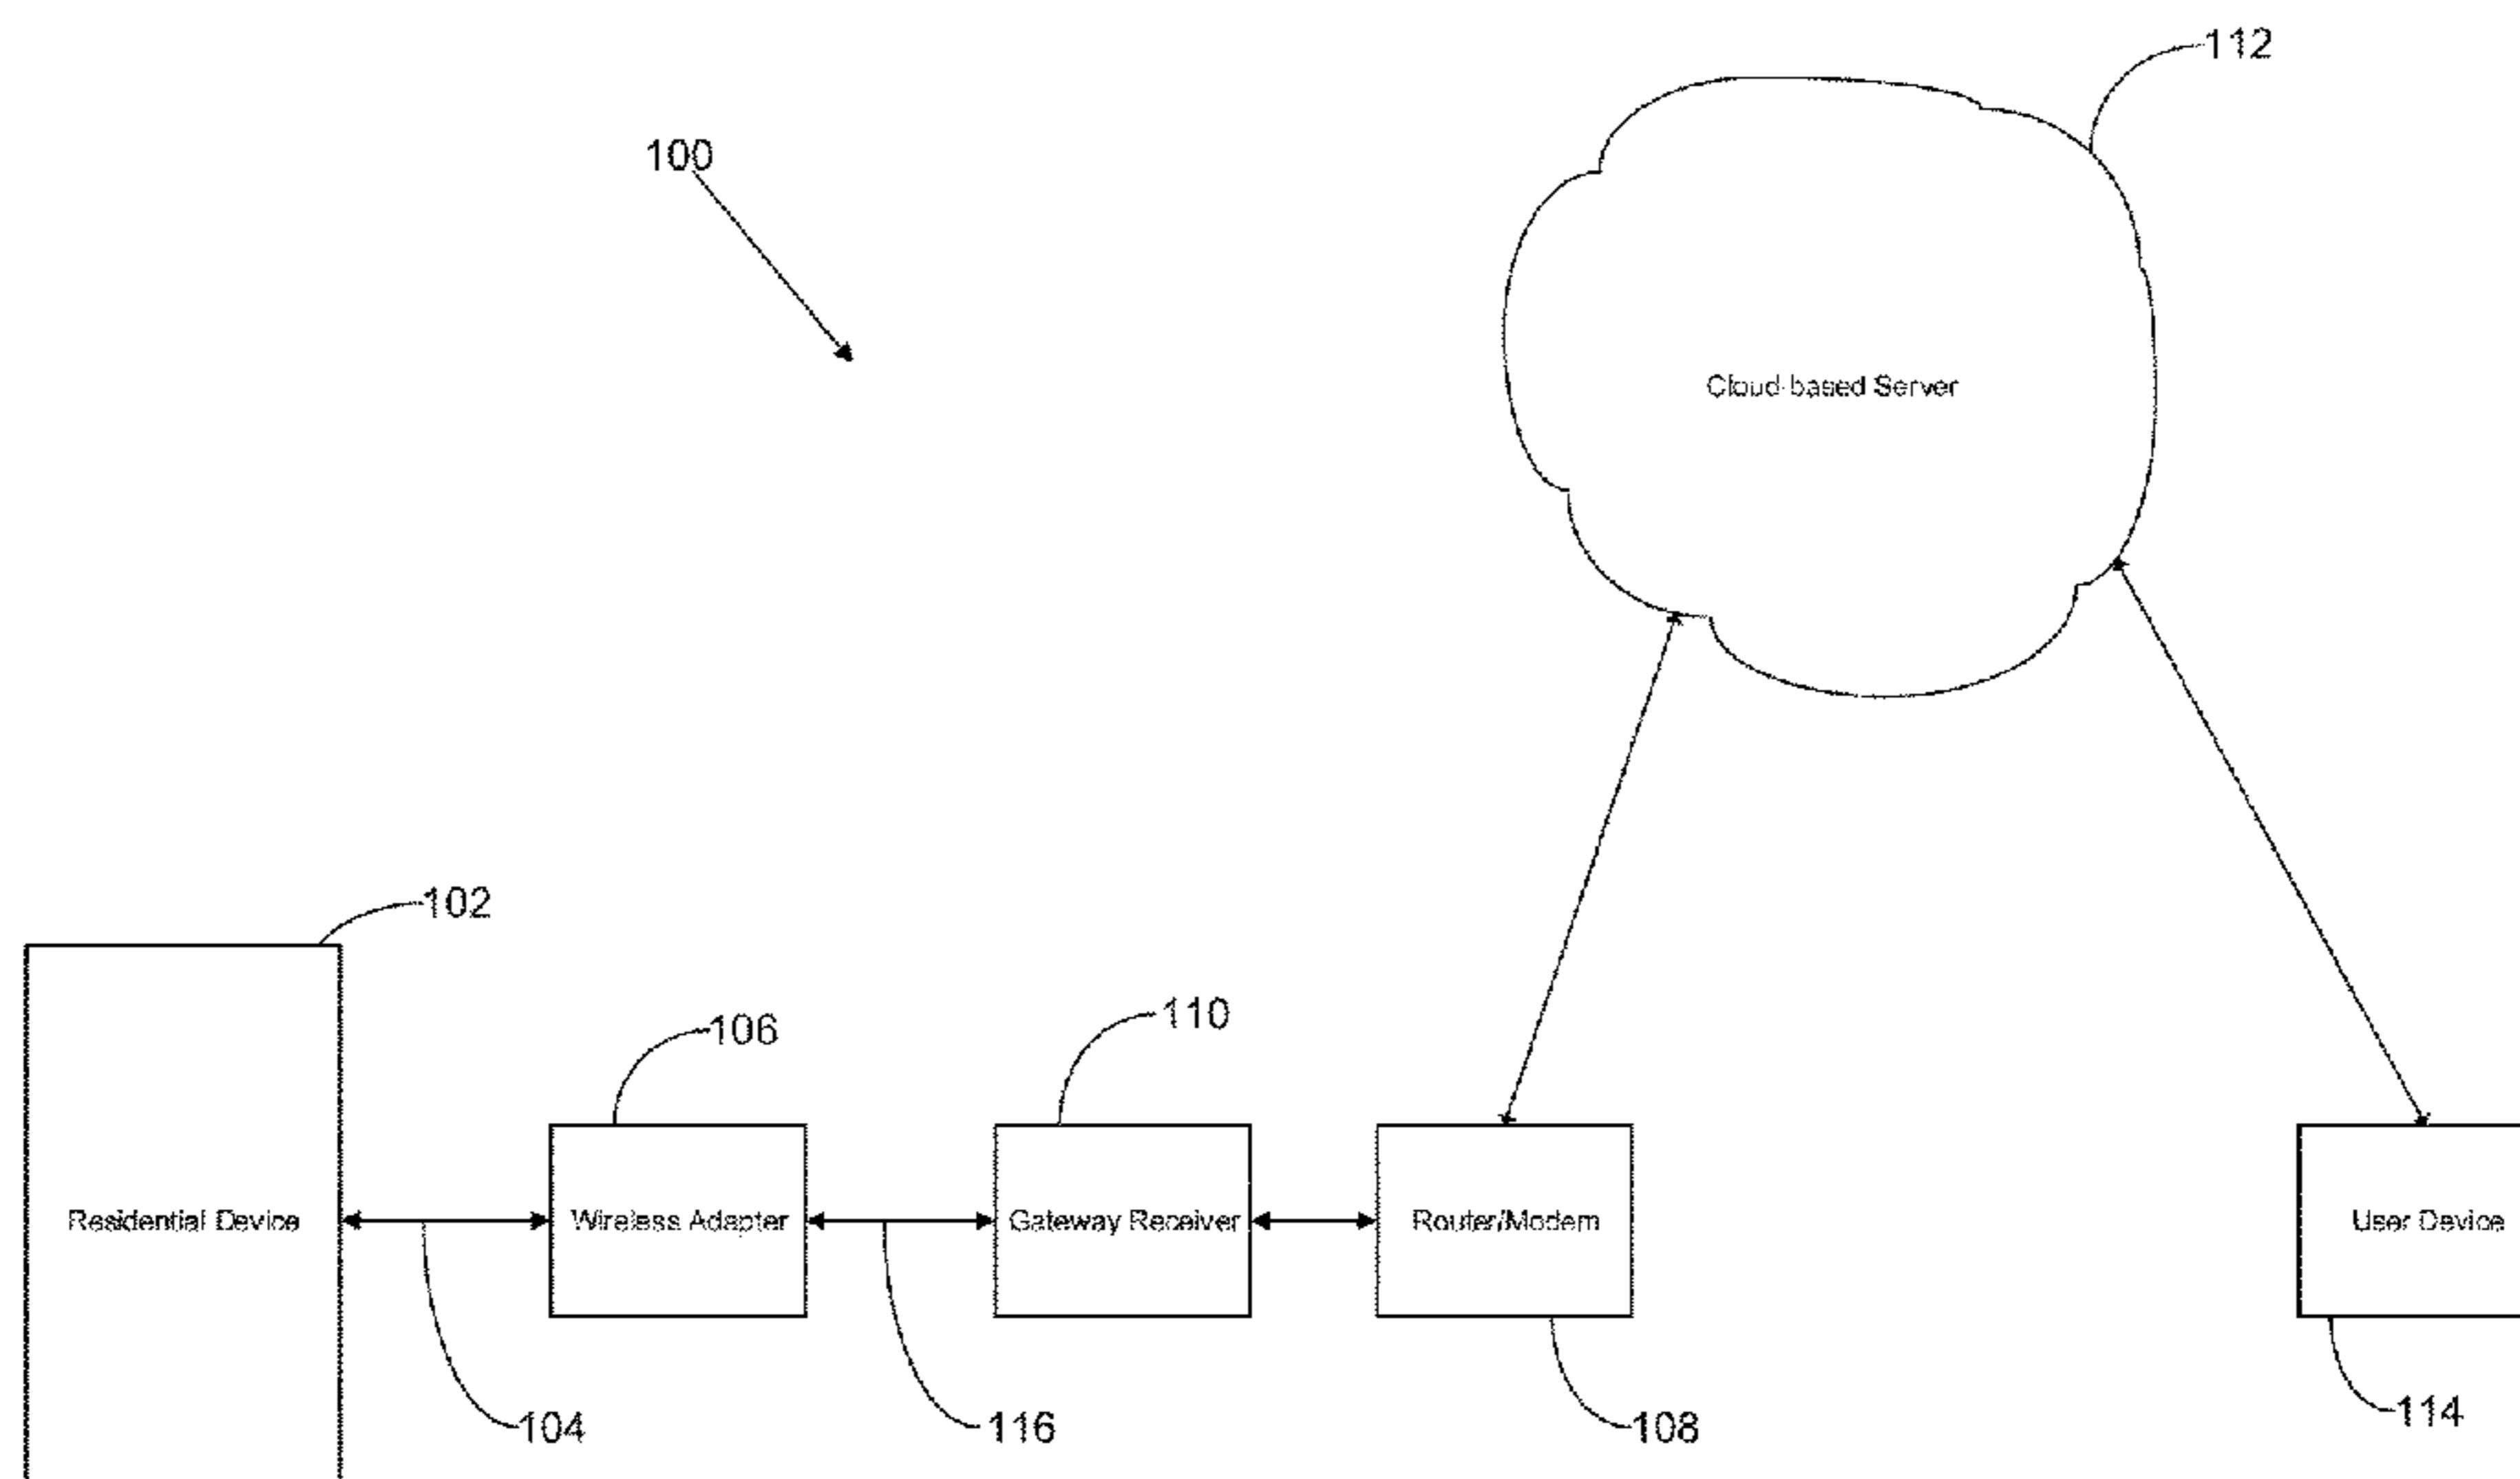 112
100
Cloud-based Server
102
110
106
Residential Device
Wireless Adapter
Gateway Receiver
Router/Modem
User Device
114
104
116
108